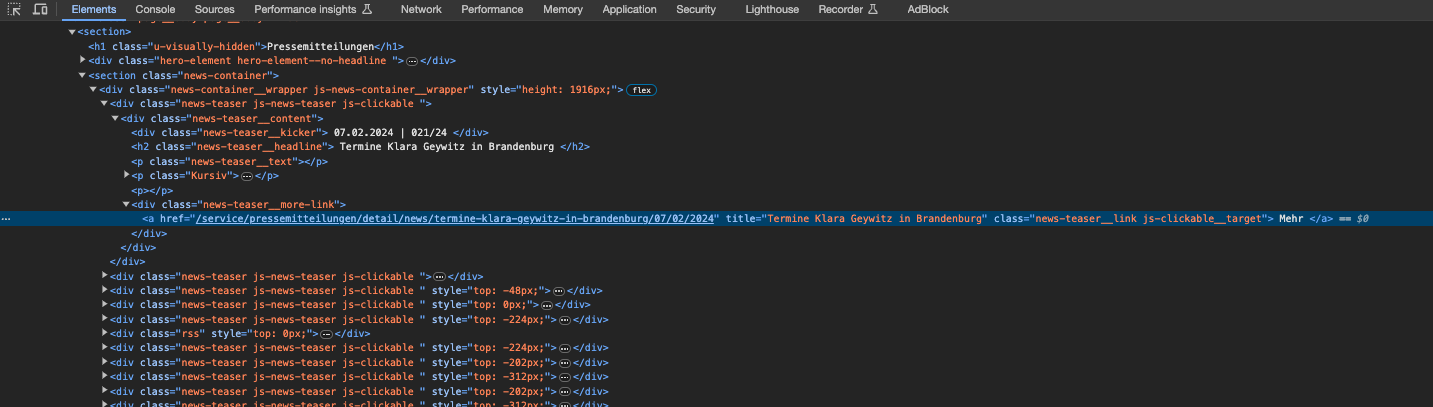 Elements Console Sources Performance insights Network Performance Memory Application Security Lighthouse Recorder AdBlock
<section>
<h1 class="u-visually-hidden">Pressemitteilungen</h1>
<div class="hero-element hero-element--no-headline ">…</div>
<section class="news-container">
<div class="news-container__wrapper js-news-container__wrapper" style="height: 1916px;"> flex
<div class="news-teaser js-news-teaser js-clickable ">
<div class="news-teaser__content">
<div class="news-teaser__kicker"> 07.02.2024 | 021/24 </div>
<h2 class="news-teaser__headline"> Termine Klara Geywitz in Brandenburg </h2>
<p class="news-teaser__text"></p>
<p class="Kursiv">…</p>
<p></p>
<div class="news-teaser__more-link">
… <a href="/service/pressemitteilungen/detail/news/termine-klara-geywitz-in-brandenburg/07/02/2024" title="Termine Klara Geywitz in Brandenburg" class="news-teaser__link js-clickable__target"> Mehr </a> == $0
</div>
</div>
</div>
<div class="news-teaser js-news-teaser js-clickable ">…</div>
<div class="news-teaser js-news-teaser js-clickable " style="top: -48px;">…</div>
<div class="news-teaser js-news-teaser js-clickable " style="top: 0px;">…</div>
<div class="news-teaser js-news-teaser js-clickable " style="top: -224px;">…</div>
<div class="rss" style="top: 0px;">…</div>
<div class="news-teaser js-news-teaser js-clickable " style="top: -224px;">…</div>
<div class="news-teaser js-news-teaser js-clickable " style="top: -202px;">…</div>
<div class="news-teaser js-news-teaser js-clickable " style="top: -312px;">…</div>
<div class="news-teaser js-news-teaser js-clickable " style="top: -202px;">…</div>
<div class="news-teaser js-news-teaser js-clickable " style="top: -312px;">…</div>